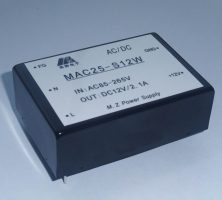 AC/DC
FG
GND
MAC25-S12W
N
IN:AC85-265V
+12V
OUT:DC12V/2.1A
L
M.Z Power Supply